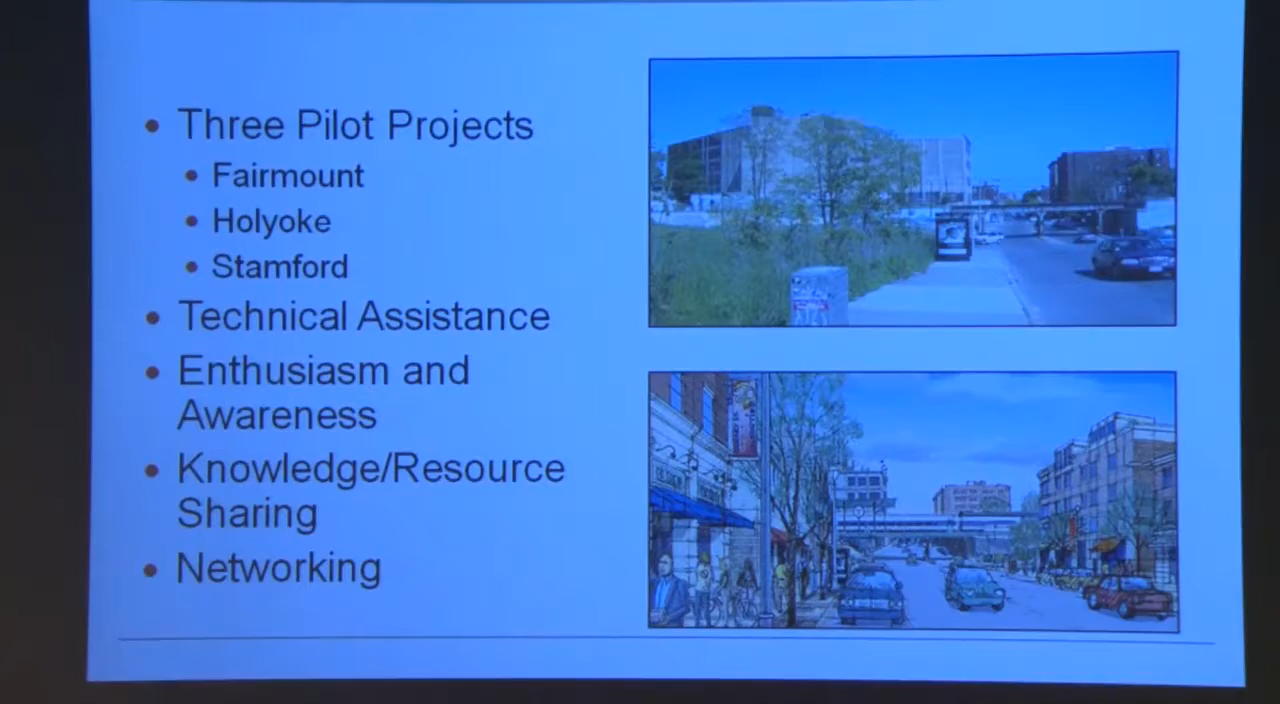 Three Pilot Projects
Fairmount
Holyoke
Stamford
Technical Assistance
Enthusiasm and
Awareness
Knowledge/Resource
Sharing
Networking